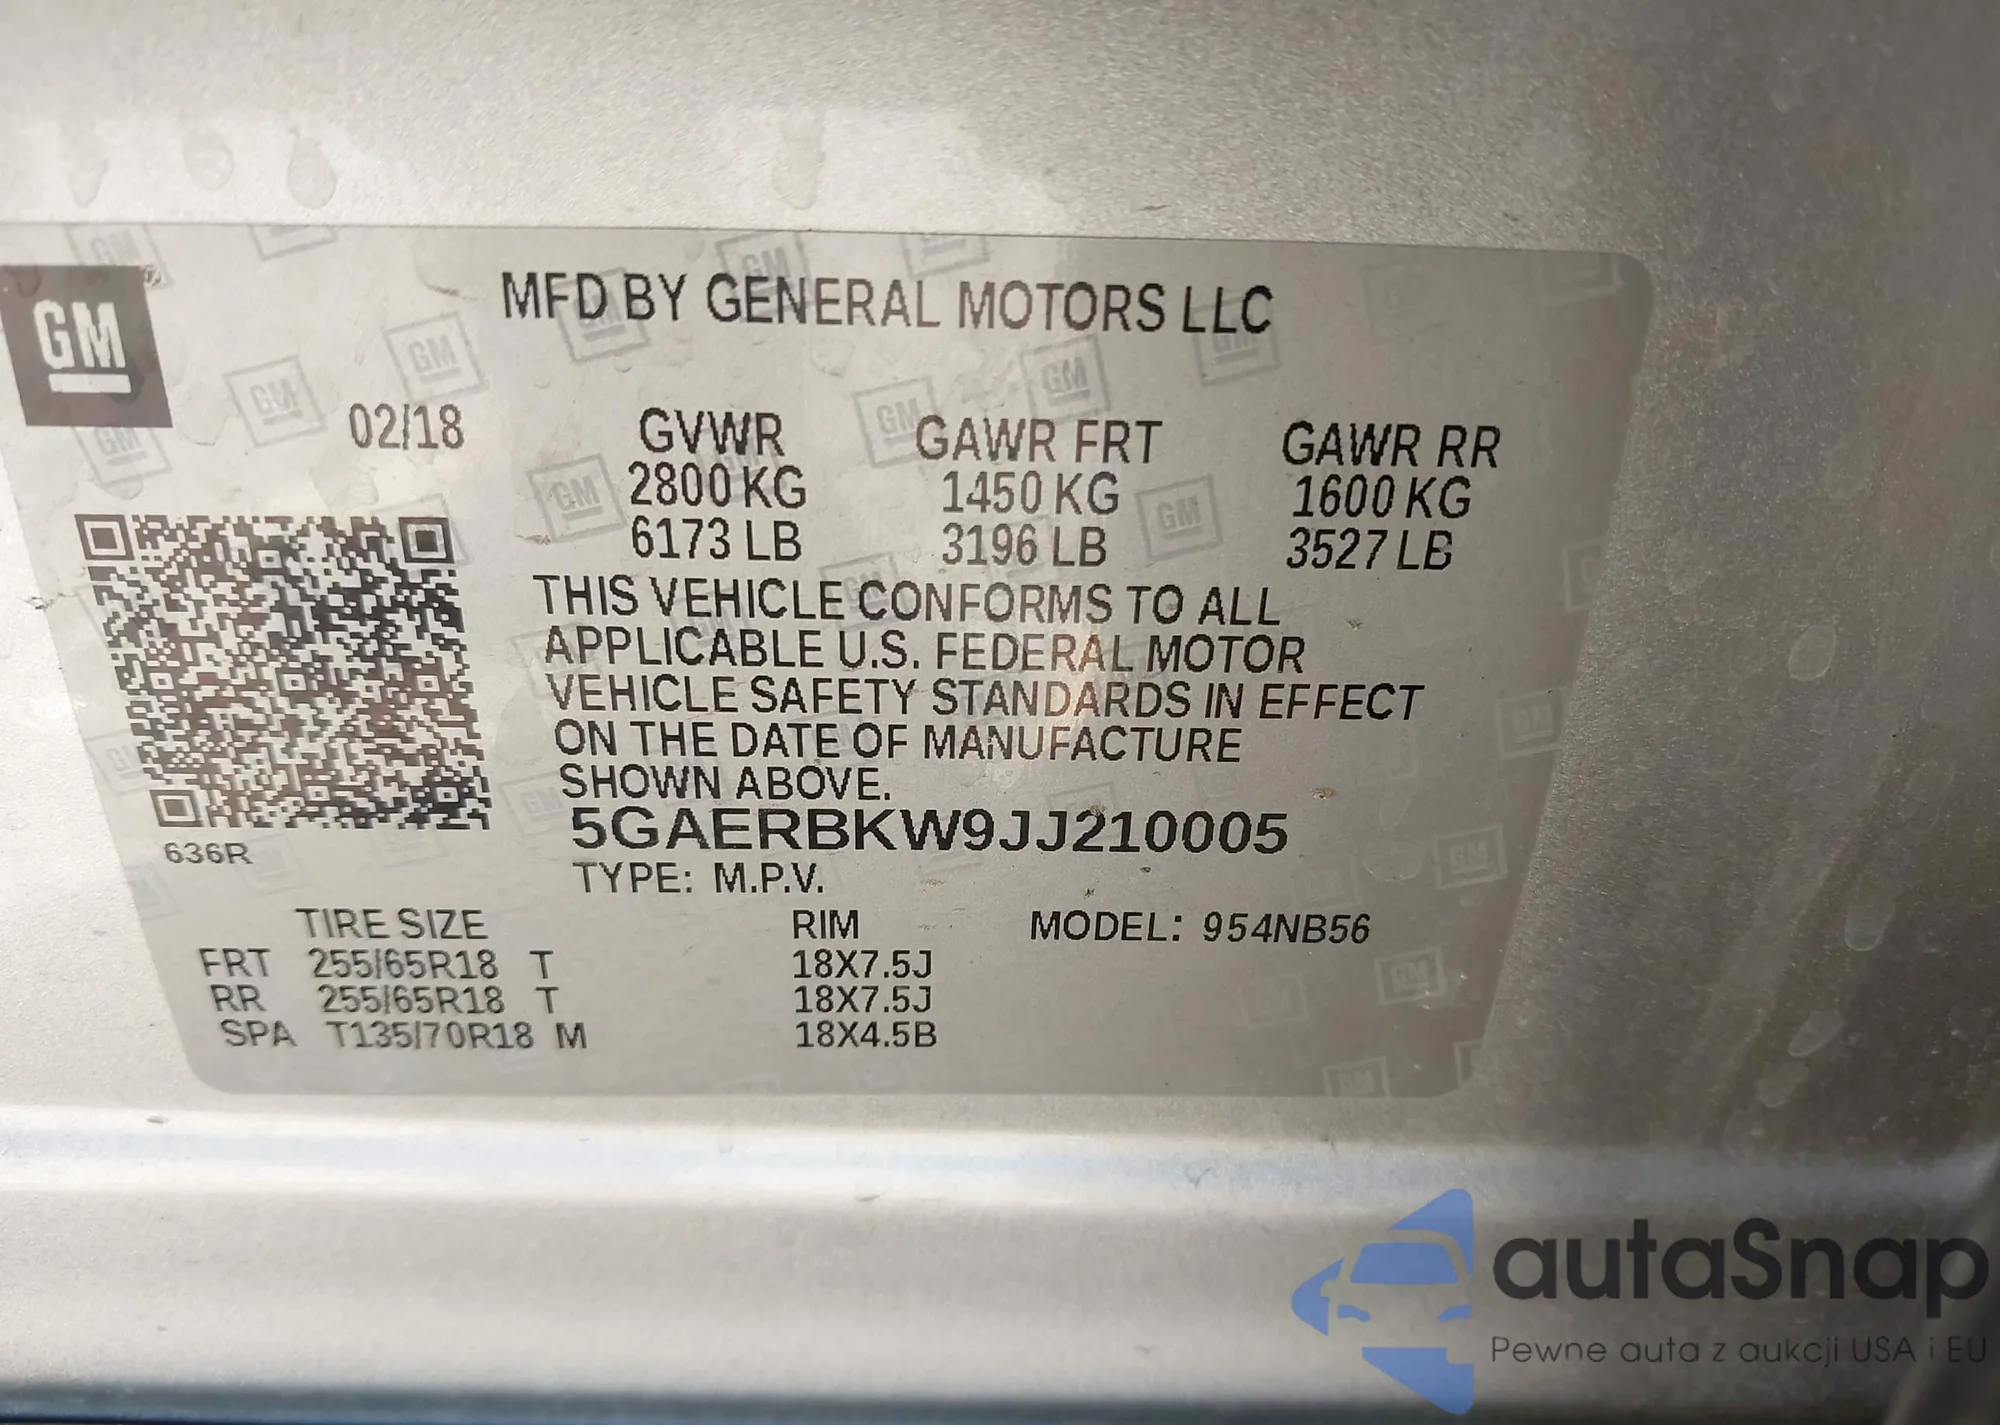 GM
MFD BY GENERAL MOTORS LLC
02/18 GVWR GAWR FRT GAWR RR
2800 KG 1450 KG 1600 KG
6173 LB 3196 LB 3527 LB
THIS VEHICLE CONFORMS TO ALL
APPLICABLE U.S. FEDERAL MOTOR
VEHICLE SAFETY STANDARDS IN EFFECT
ON THE DATE OF MANUFACTURE
SHOWN ABOVE.
5GAERBKW9JJ210005
636R
TYPE: M.P.V.
TIRE SIZE RIM MODEL: 954NB56
FRT 255/65R18 T 18X7.5J
RR 255/65R18 T 18X7.5J
SPA T135/70R18 M 18X4.5B
autaSnap
Pewne auta z aukcji USA i EU